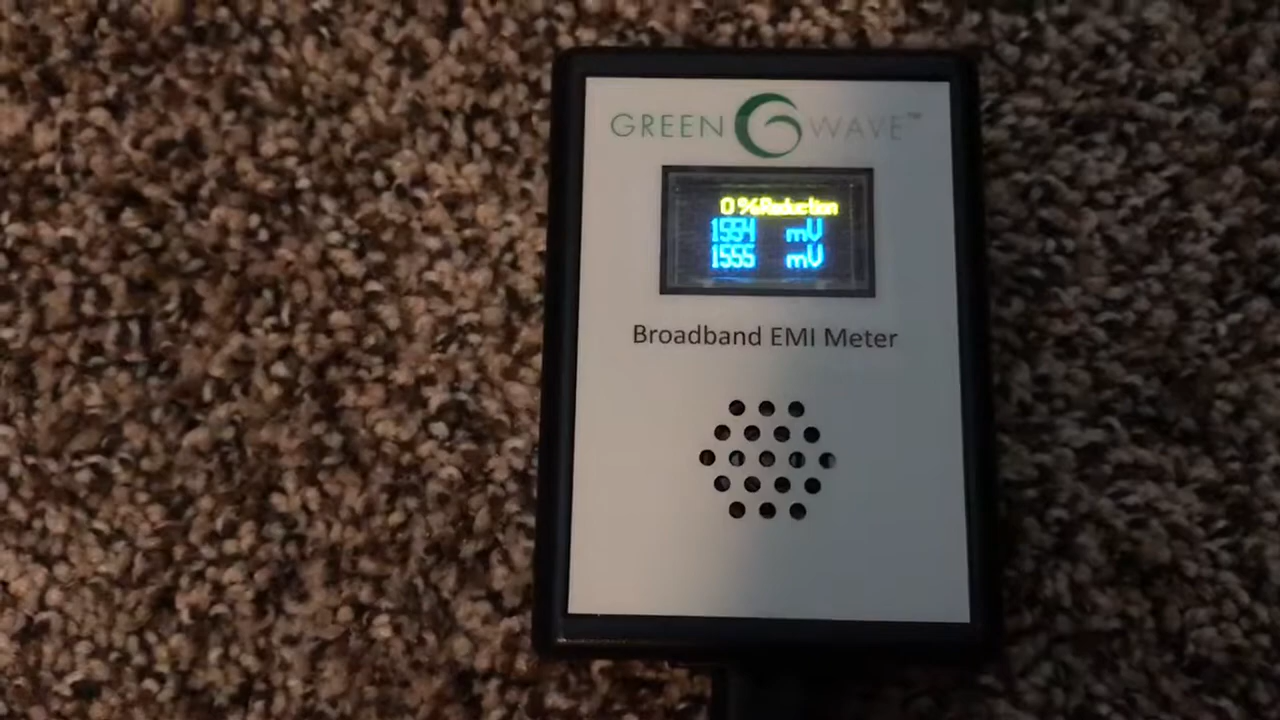 GREEN WAVE™
0 % Reduction
1554 mV
1555 mV
Broadband EMI Meter